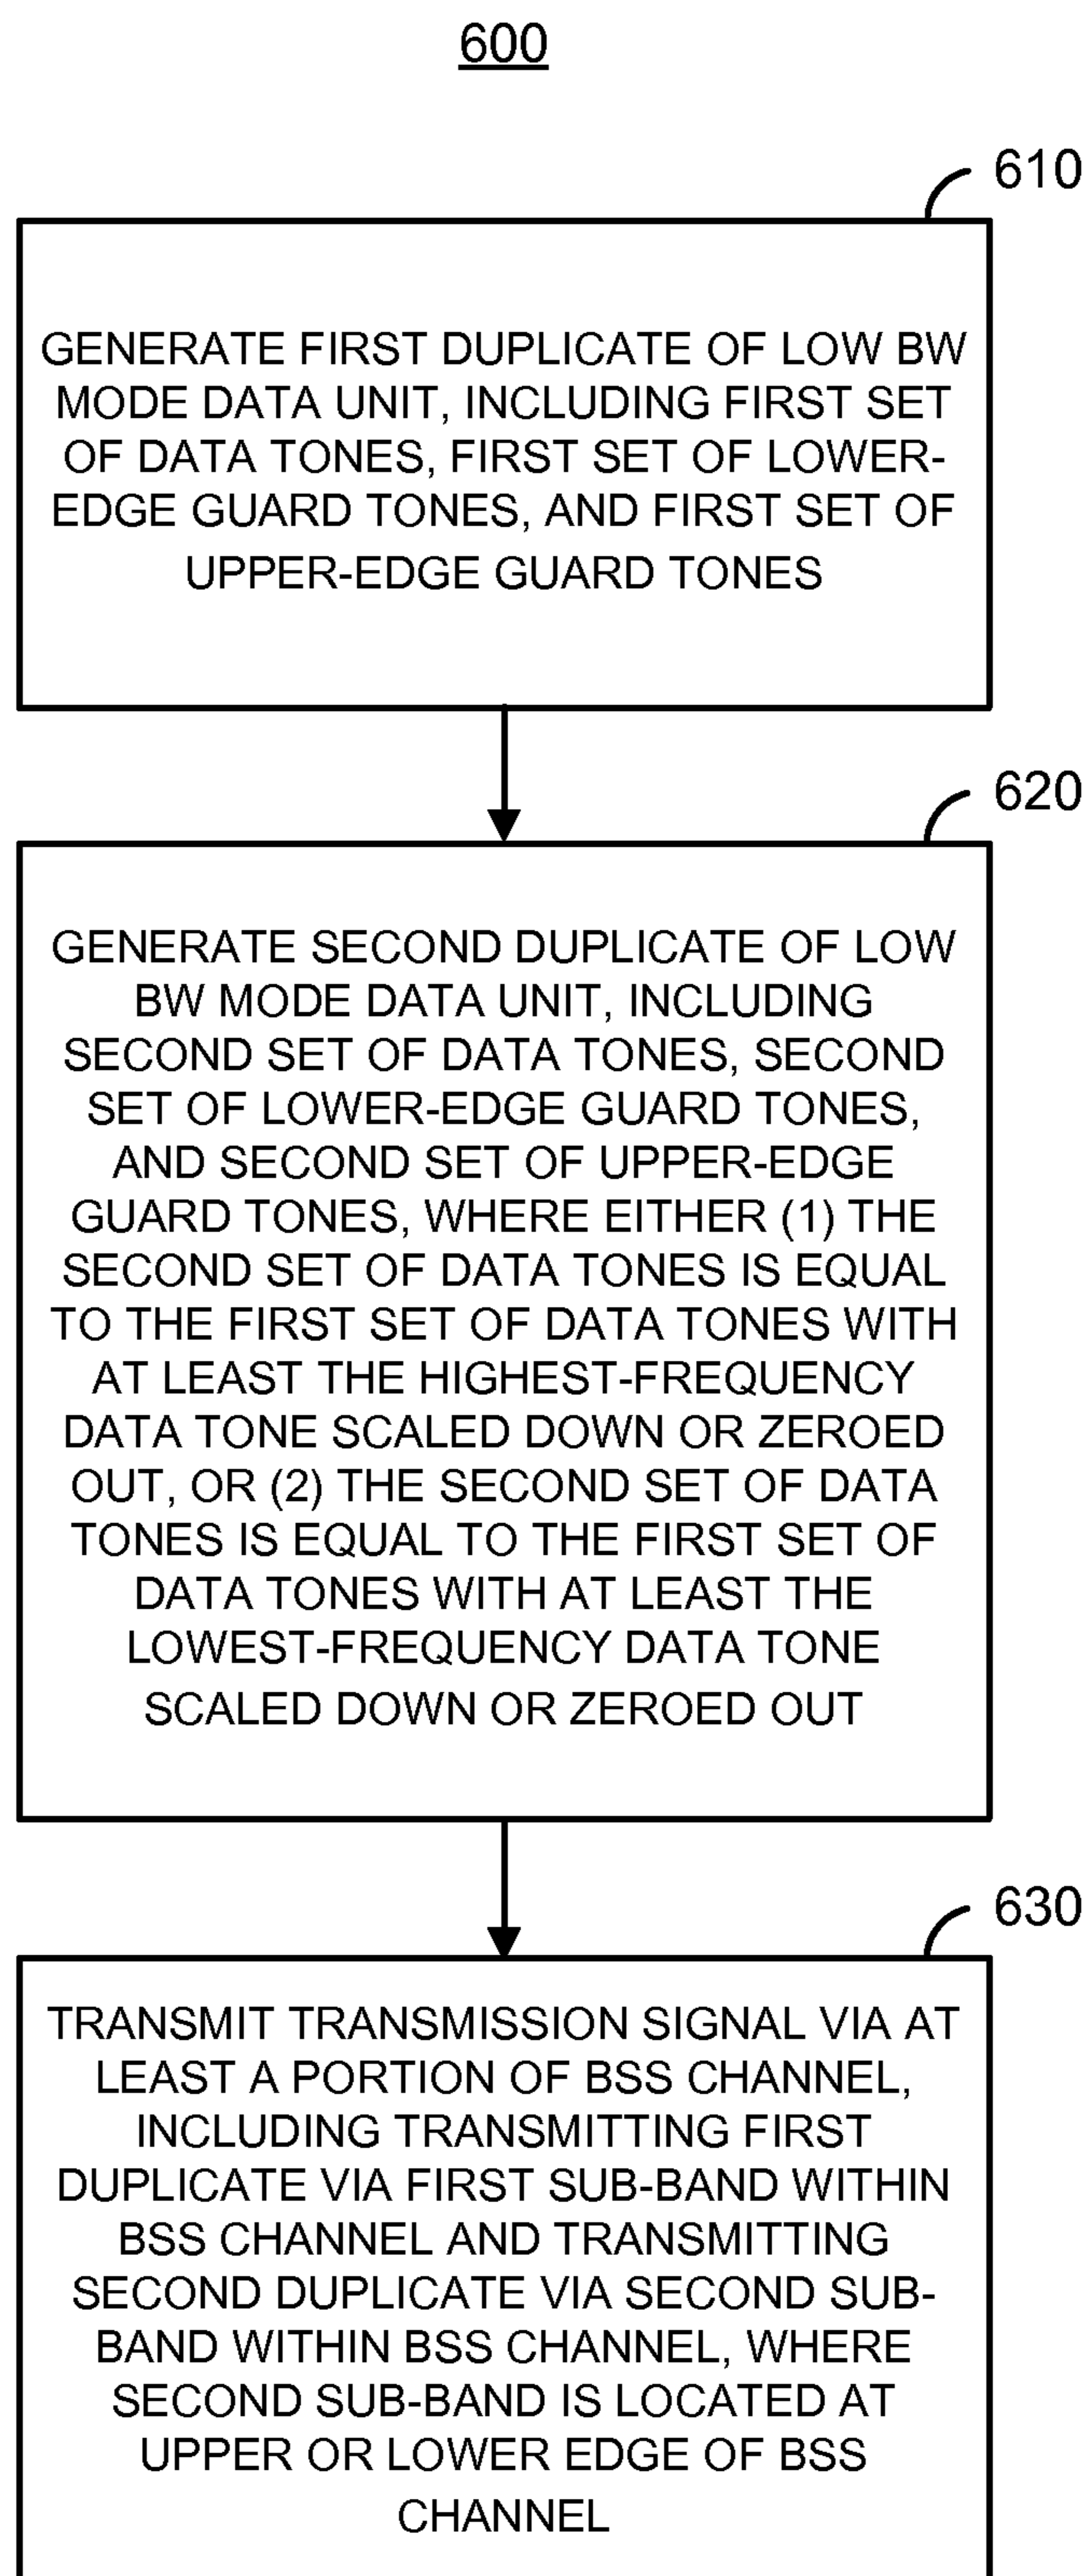 600
610
GENERATE FIRST DUPLICATE OF LOW BW
MODE DATA UNIT, INCLUDING FIRST SET
OF DATA TONES, FIRST SET OF LOWER-
EDGE GUARD TONES, AND FIRST SET OF
UPPER-EDGE GUARD TONES
620
GENERATE SECOND DUPLICATE OF LOW
BW MODE DATA UNIT, INCLUDING
SECOND SET OF DATA TONES, SECOND
SET OF LOWER-EDGE GUARD TONES,
AND SECOND SET OF UPPER-EDGE
GUARD TONES, WHERE EITHER (1) THE
SECOND SET OF DATA TONES IS EQUAL
TO THE FIRST SET OF DATA TONES WITH
AT LEAST THE HIGHEST-FREQUENCY
DATA TONE SCALED DOWN OR ZEROED
OUT, OR (2) THE SECOND SET OF DATA
TONES IS EQUAL TO THE FIRST SET OF
DATA TONES WITH AT LEAST THE
LOWEST-FREQUENCY DATA TONE
SCALED DOWN OR ZEROED OUT
630
TRANSMIT TRANSMISSION SIGNAL VIA AT
LEAST A PORTION OF BSS CHANNEL,
INCLUDING TRANSMITTING FIRST
DUPLICATE VIA FIRST SUB-BAND WITHIN
BSS CHANNEL AND TRANSMITTING
SECOND DUPLICATE VIA SECOND SUB-
BAND WITHIN BSS CHANNEL, WHERE
SECOND SUB-BAND IS LOCATED AT
UPPER OR LOWER EDGE OF BSS
CHANNEL